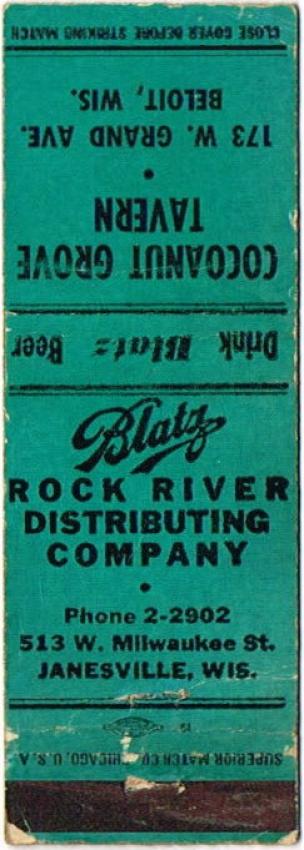 CLOSE COVER BEFORE STRIKING MATCH
173 W. GRAND AVE.
BELOIT, WIS.
•
COCOANUT GROVE
TAVERN
Drink Blatz Beer
Blatz
ROCK RIVER
DISTRIBUTING
COMPANY
•
Phone 2-2902
513 W. Milwaukee St.
JANESVILLE, WIS.
SUPERIOR MATCH CO. CHICAGO, U.S.A.